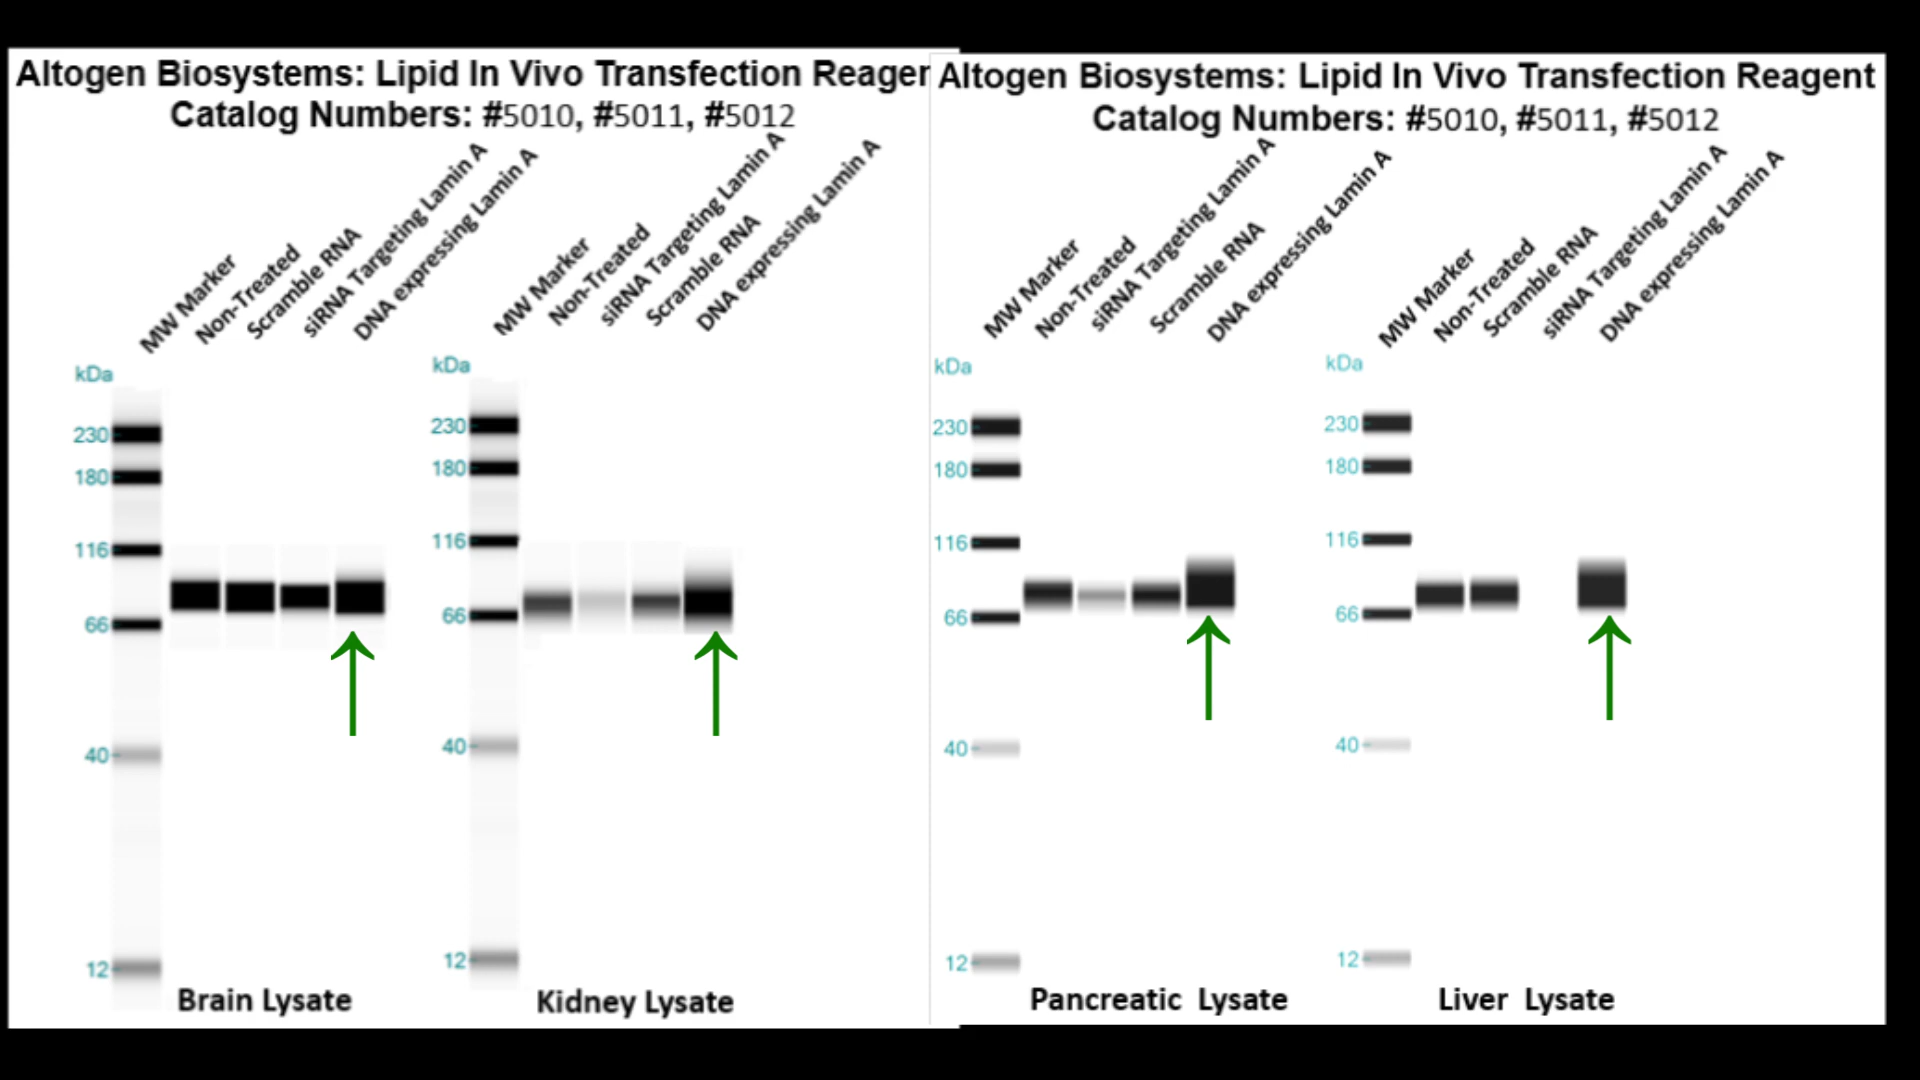 Altogen Biosystems: Lipid In Vivo Transfection Reager
Catalog Numbers: #5010, #5011, #5012
MW Marker
Non-Treated
Scramble RNA
siRNA Targeting Lamin A
DNA expressing Lamin A
kDa
230
180
116
66
40
12
Brain Lysate
MW Marker
Non-Treated
siRNA Targeting Lamin A
Scramble RNA
DNA expressing Lamin A
kDa
230
180
116
66
40
12
Kidney Lysate
Altogen Biosystems: Lipid In Vivo Transfection Reagent
Catalog Numbers: #5010, #5011, #5012
MW Marker
Non-Treated
siRNA Targeting Lamin A
Scramble RNA
DNA expressing Lamin A
kDa
230
180
116
66
40
12
Pancreatic Lysate
MW Marker
Non-Treated
Scramble RNA
siRNA Targeting Lamin A
DNA expressing Lamin A
kDa
230
180
116
66
40
12
Liver Lysate